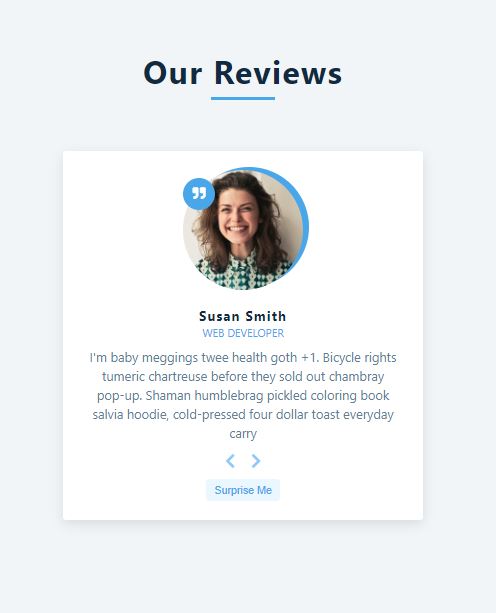 Our Reviews
Susan Smith
WEB DEVELOPER
I'm baby meggings twee health goth +1. Bicycle rights
tumeric chartreuse before they sold out chambray
pop-up. Shaman humblebrag pickled coloring book
salvia hoodie, cold-pressed four dollar toast everyday
carry
Surprise Me